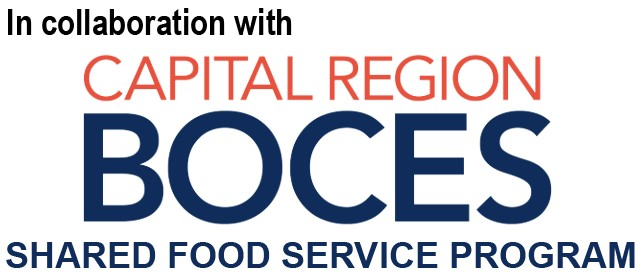 In collaboration with
CAPITAL REGION
BOCES
SHARED FOOD SERVICE PROGRAM